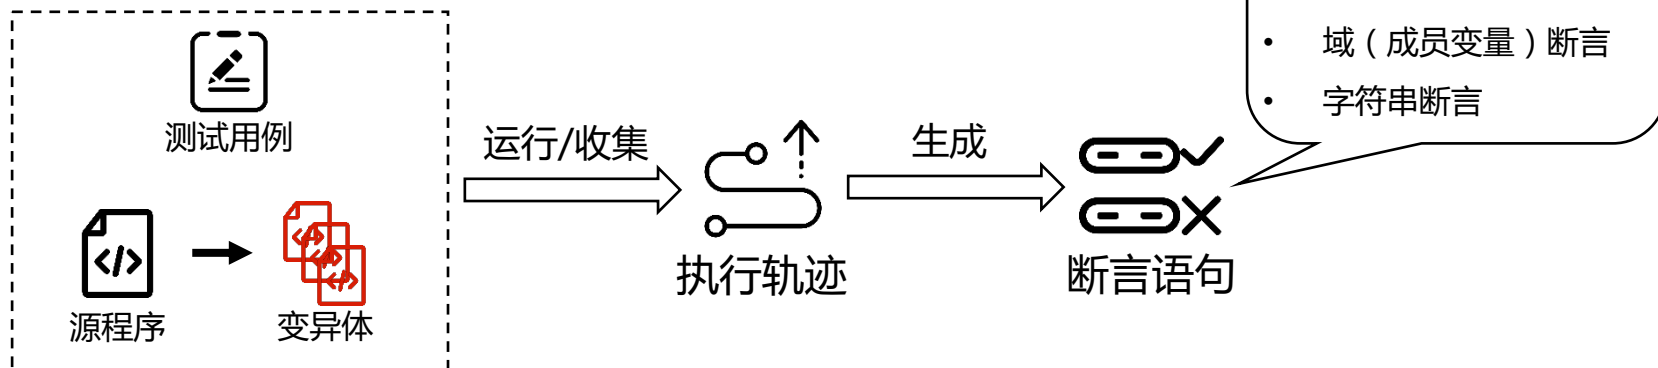 测试用例
源程序
变异体
运行/收集
执行轨迹
生成
断言语句
• 域（成员变量）断言
• 字符串断言